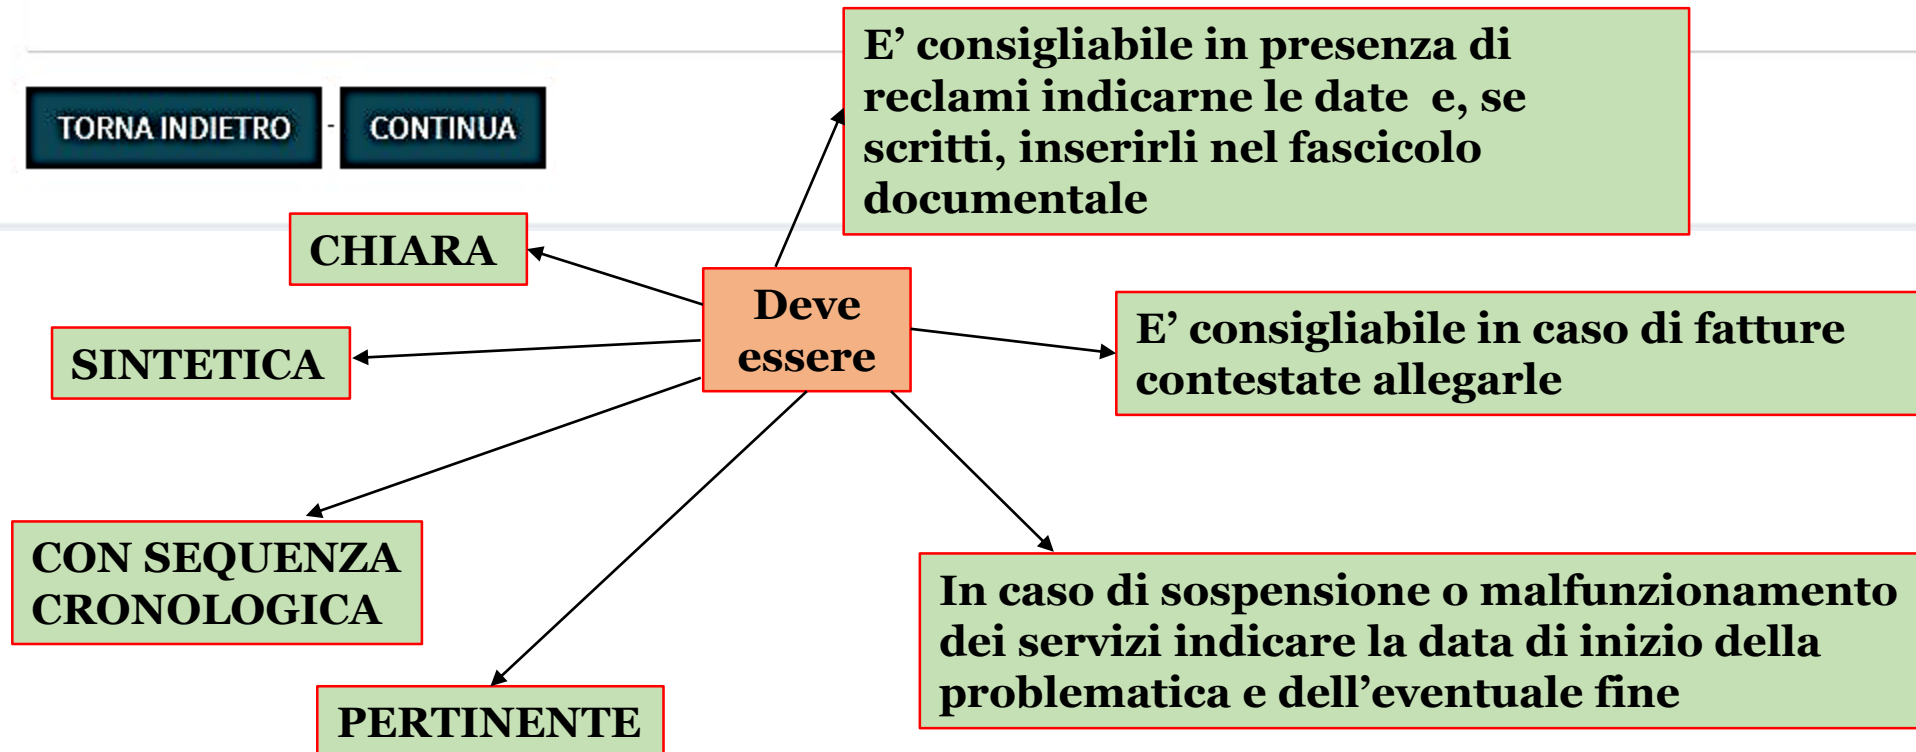 E’ consigliabile in presenza di
reclami indicarne le date  e, se
scritti, inserirli nel fascicolo
documentale
TORNA INDIETRO - CONTINUA
CHIARA
Deve
essere
SINTETICA
E’ consigliabile in caso di fatture
contestate allegarle
CON SEQUENZA
CRONOLOGICA
In caso di sospensione o malfunzionamento
dei servizi indicare la data di inizio della
problematica e dell’eventuale fine
PERTINENTE